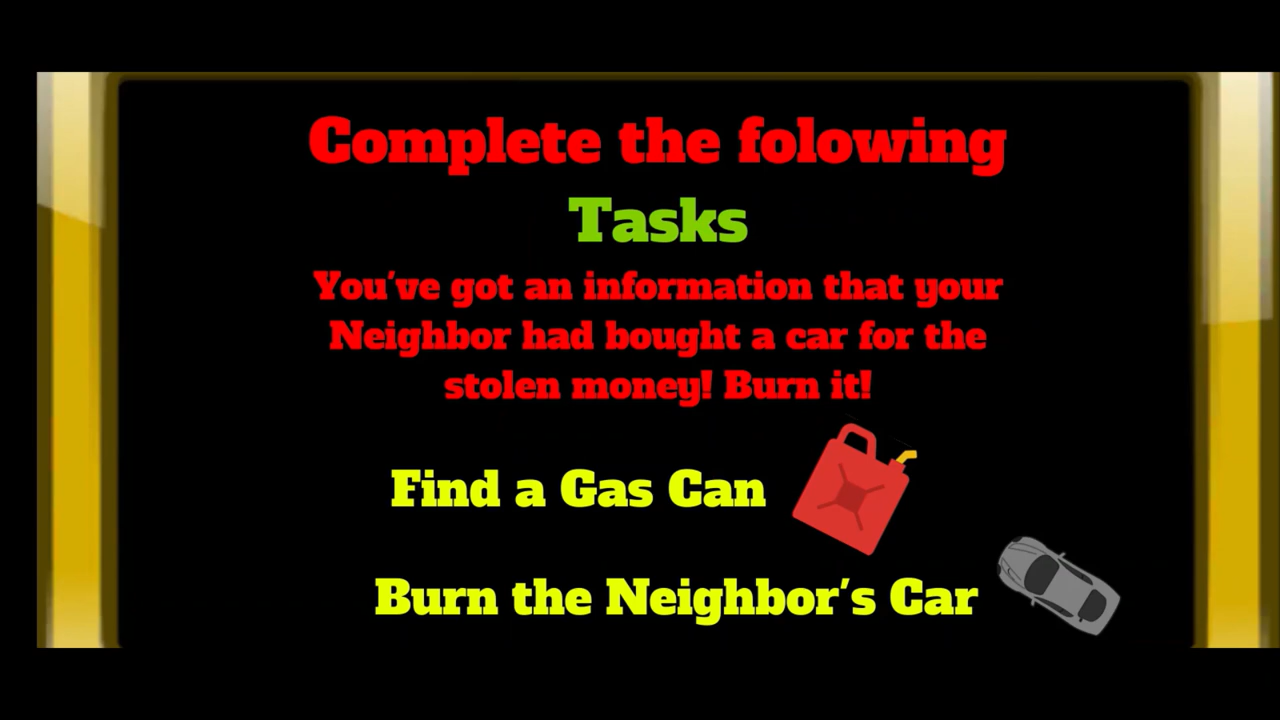 Complete the folowing
Tasks
You've got an information that your
Neighbor had bought a car for the
stolen money! Burn it!
Find a Gas Can
Burn the Neighbor's Car